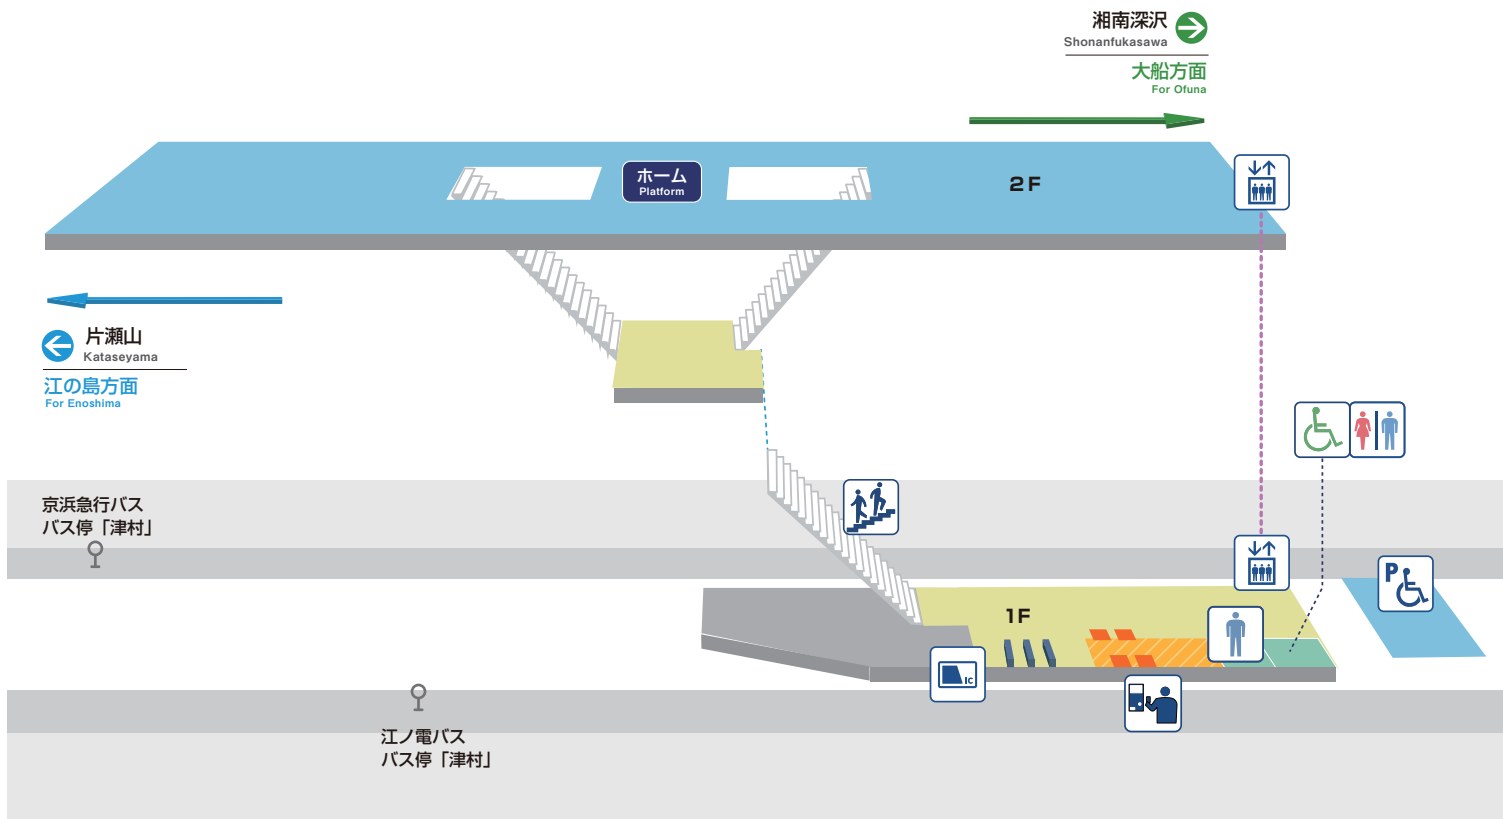 湘南深沢
Shonanfukasawa
大船方面
For Ofuna
ホーム
Platform
2F
片瀬山
Kataseyama
江の島方面
For Enoshima
京浜急行バス
バス停「津村」
P
1F
IC
江ノ電バス
バス停「津村」